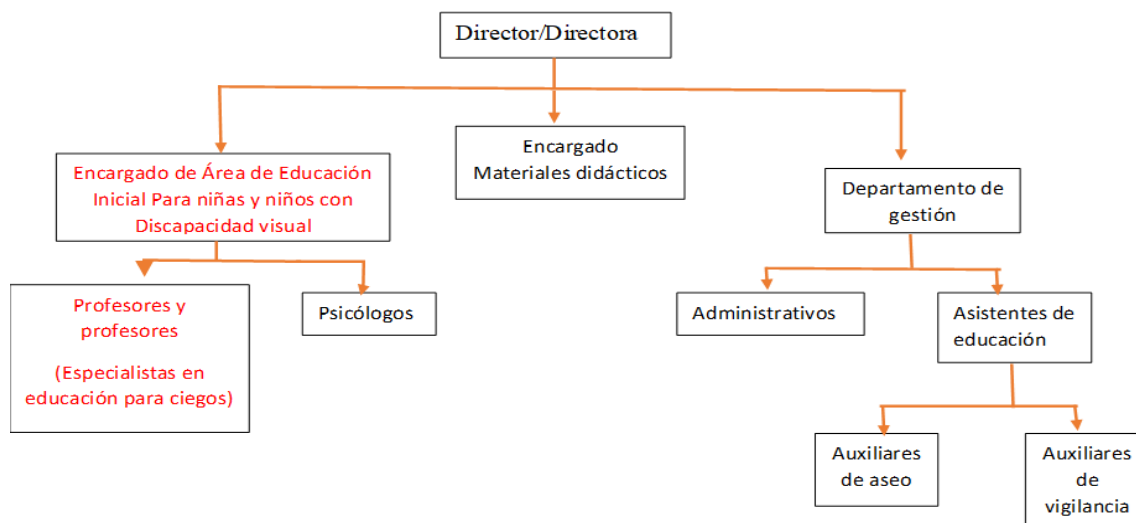 Director/Directora
Encargado de Área de Educación
Inicial Para niñas y niños con
Discapacidad visual
Encargado
Materiales didácticos
Departamento de
gestión
Profesores y
profesores
(Especialistas en
educación para ciegos)
Psicólogos
Administrativos
Asistentes de
educación
Auxiliares
de aseo
Auxiliares
de
vigilancia